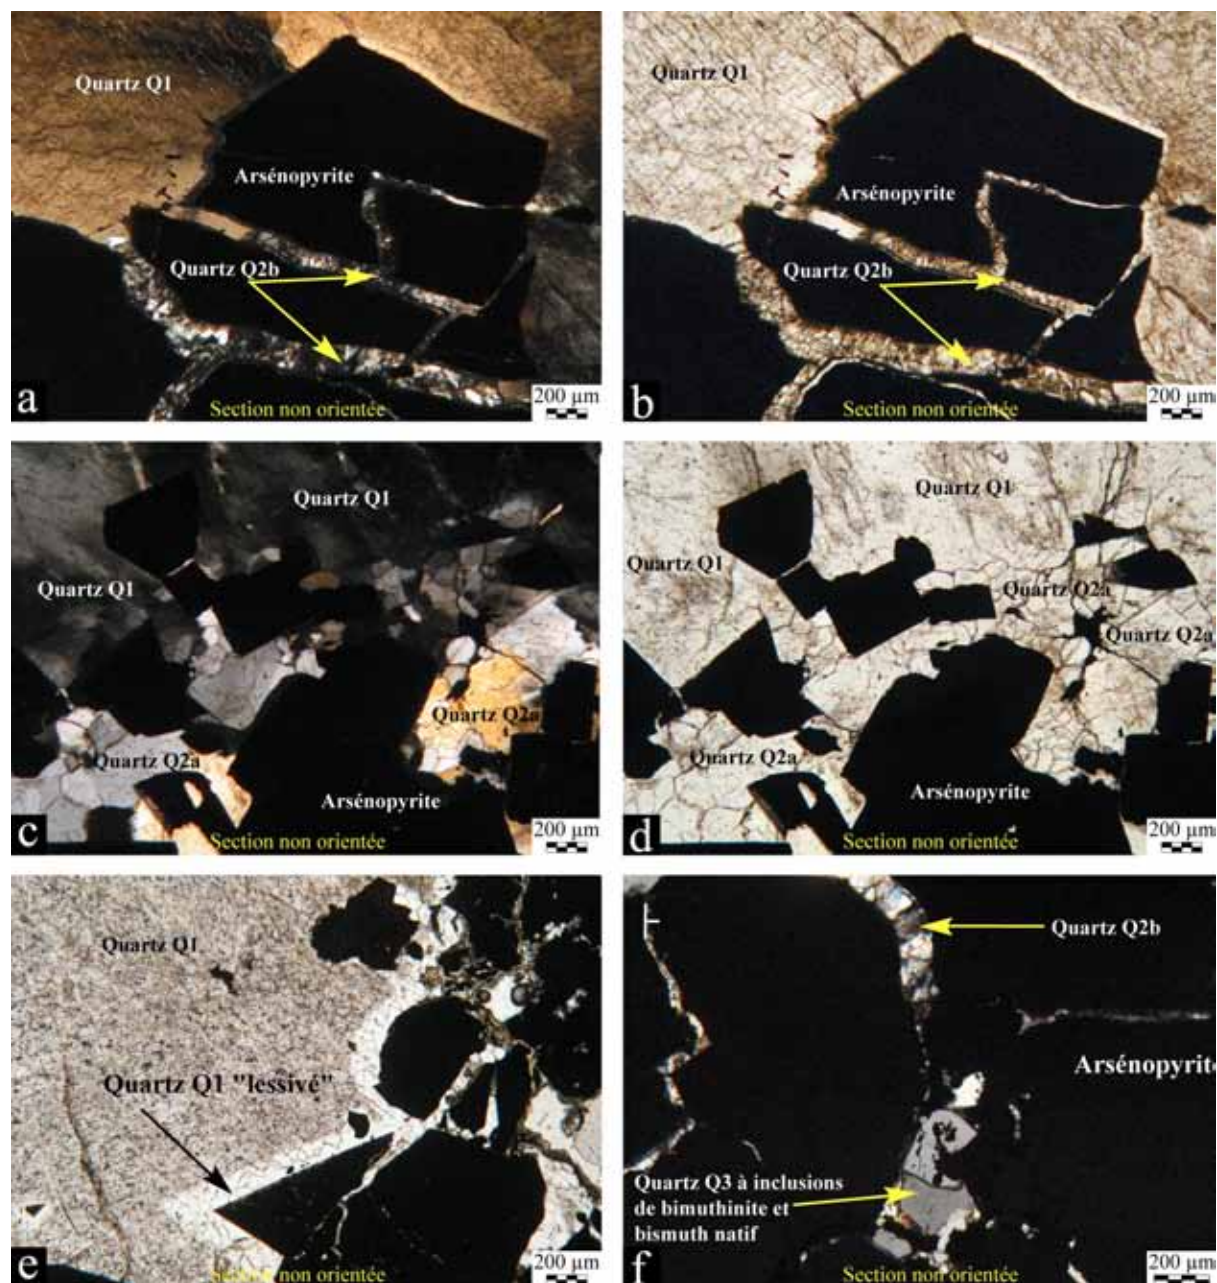 Quartz Q1
Arsénopyrite
Quartz Q2b
a
Section non orientée
200 µm
Quartz Q1
Arsénopyrite
Quartz Q2b
b
Section non orientée
200 µm
Quartz Q1
Quartz Q1
Quartz Q2a
Quartz Q2a
Arsénopyrite
c
Section non orientée
200 µm
Quartz Q1
Quartz Q1
Quartz Q2a
Quartz Q2a
Quartz Q2a
Arsénopyrite
d
Section non orientée
200 µm
Quartz Q1
Quartz Q1 "lessivé"
e
Section non orientée
200 µm
Quartz Q2b
Arsénopyrit
Quartz Q3 à inclusions
de bimuthinite et
bismuth natif
f
Section non orientée
200 µm